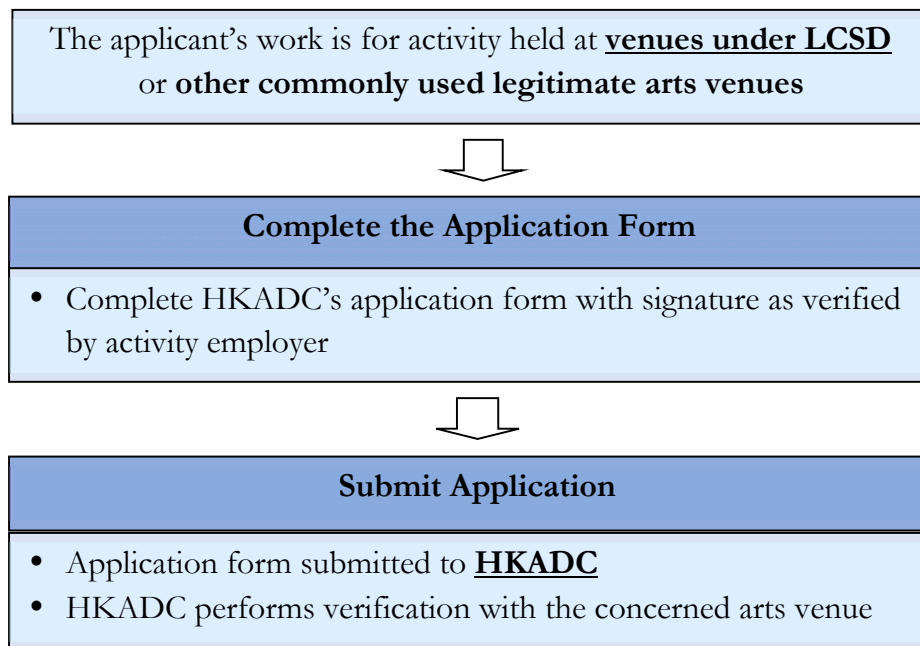 The applicant’s work is for activity held at venues under LCSD
or other commonly used legitimate arts venues
Complete the Application Form
• Complete HKADC’s application form with signature as verified
by activity employer
Submit Application
• Application form submitted to HKADC
• HKADC performs verification with the concerned arts venue